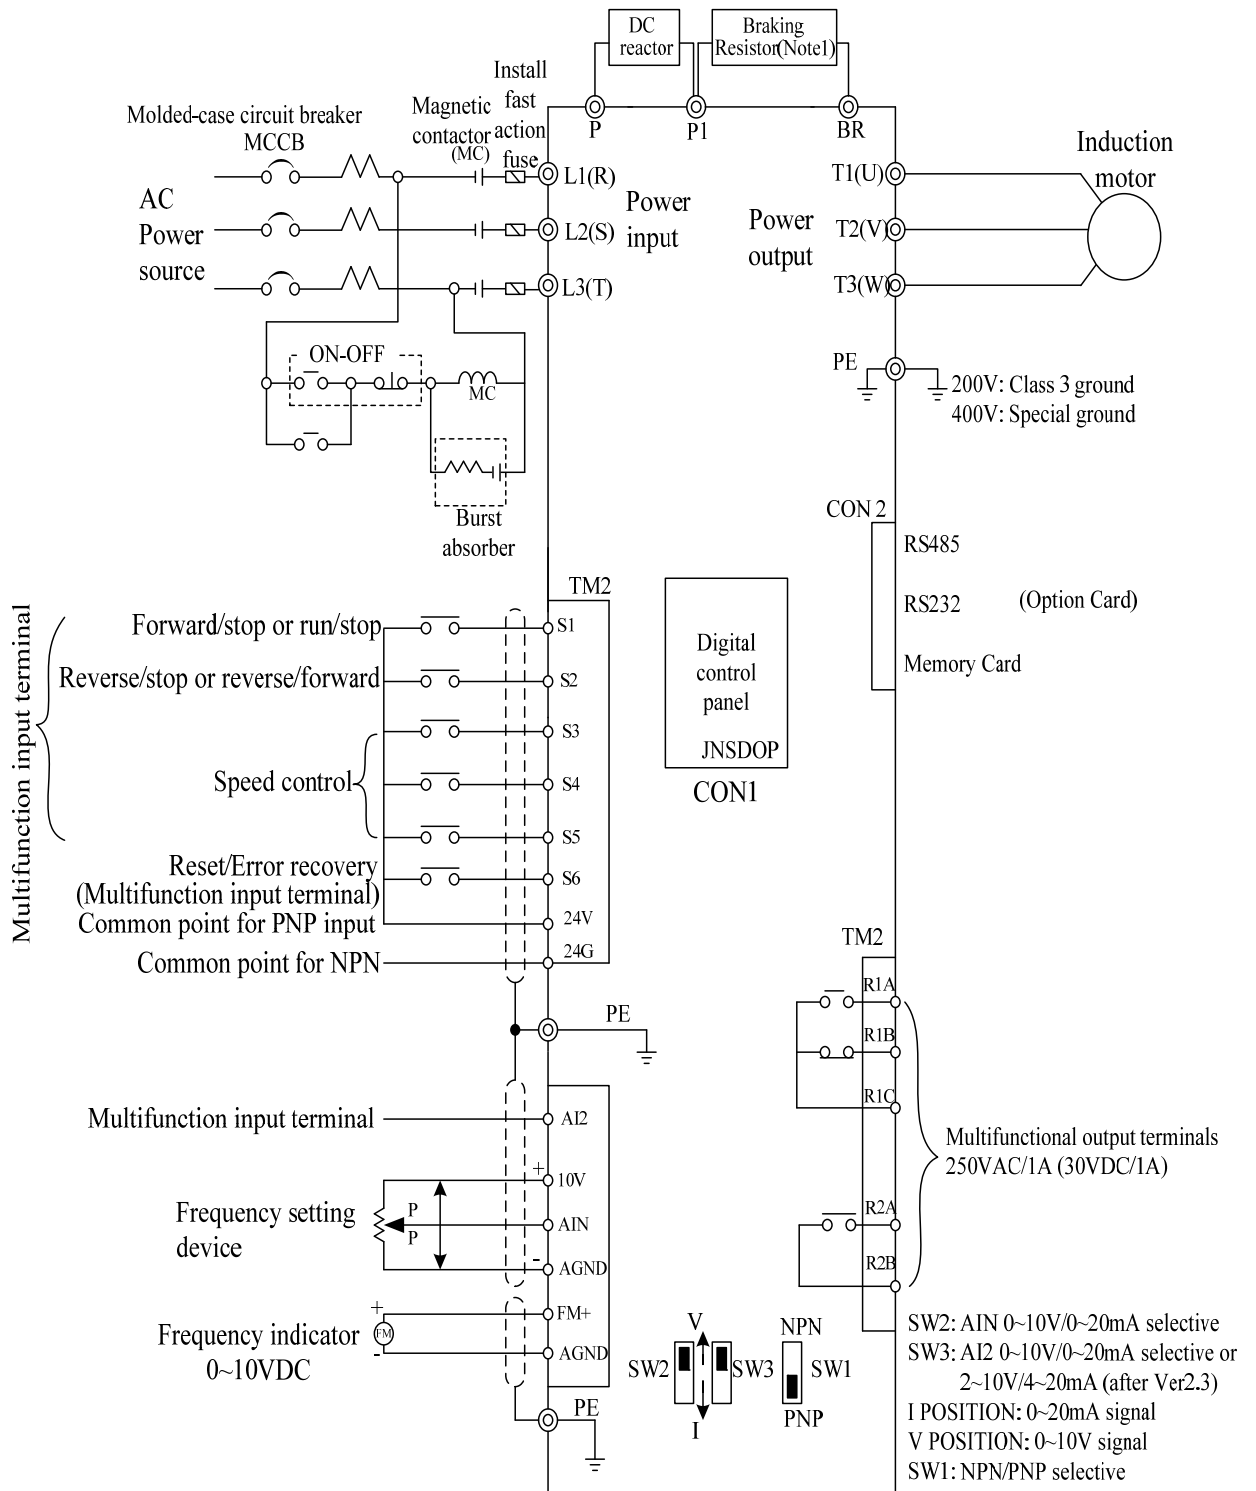 DC
reactor
Braking
Resistor(Note1)
P
P1
BR
Install
fast
action
fuse
Magnetic
contactor
(MC)
Molded-case circuit breaker
MCCB
AC
Power
source
L1(R)
L2(S)
L3(T)
Power
input
Power
output
T1(U)
T2(V)
T3(W)
Induction
motor
PE
200V: Class 3 ground
400V: Special ground
ON-OFF
MC
Burst
absorber
CON 2
RS485
RS232
(Option Card)
Memory Card
TM2
Multifunction input terminal
Forward/stop or run/stop
S1
Reverse/stop or reverse/forward
S2
S3
Speed control
S4
S5
Reset/Error recovery
(Multifunction input terminal)
S6
Common point for PNP input
24V
Common point for NPN
24G
Digital
control
panel
JNSDOP
CON1
PE
TM2
R1A
R1B
R1C
R2A
R2B
Multifunctional output terminals
250VAC/1A (30VDC/1A)
Multifunction input terminal
AI2
+
10V
Frequency setting
device
P
P
AIN
-
AGND
+
FM+
Frequency indicator
0~10VDC
FM
-
AGND
PE
V
SW2
SW3
I
NPN
SW1
PNP
SW2: AIN 0~10V/0~20mA selective
SW3: AI2 0~10V/0~20mA selective or
2~10V/4~20mA (after Ver2.3)
I POSITION: 0~20mA signal
V POSITION: 0~10V signal
SW1: NPN/PNP selective